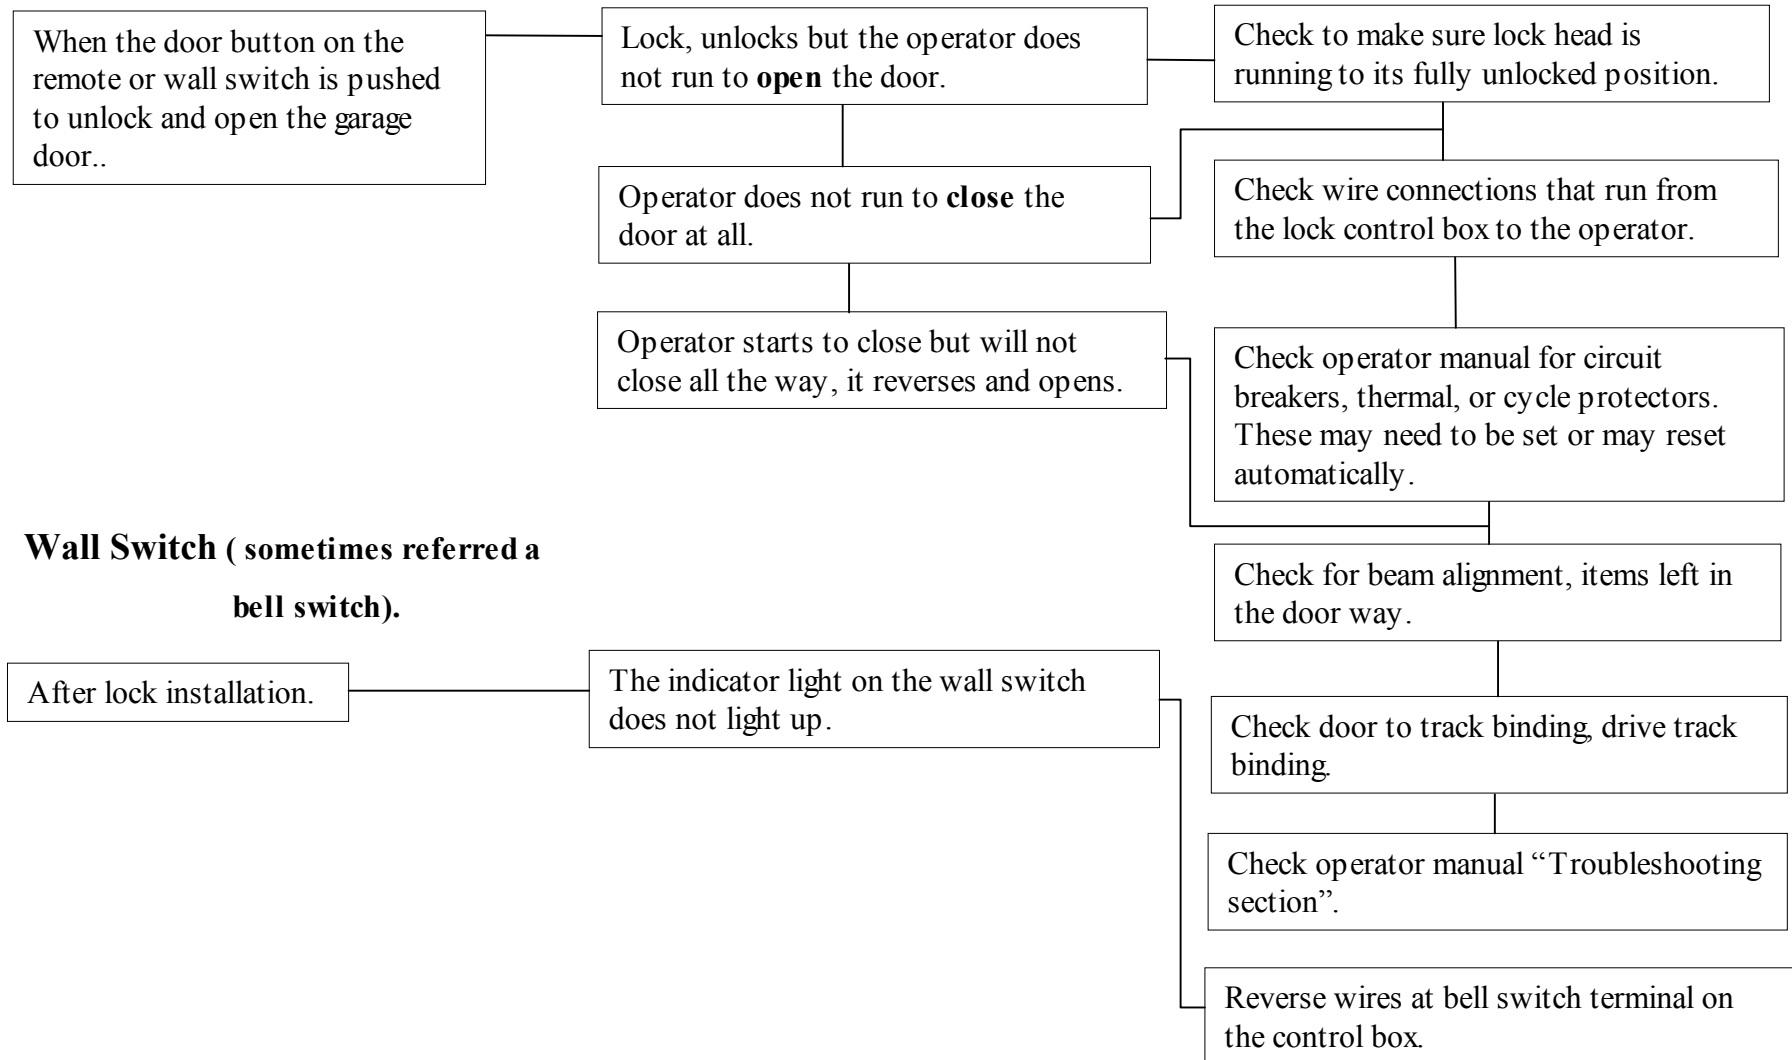 When the door button on the
remote or wall switch is pushed
to unlock and open the garage
door..
Lock, unlocks but the operator does
not run to open the door.
Check to make sure lock head is
running to its fully unlocked position.
Operator does not run to close the
door at all.
Check wire connections that run from
the lock control box to the operator.
Operator starts to close but will not
close all the way, it reverses and opens.
Check operator manual for circuit
breakers, thermal, or cycle protectors.
These may need to be set or may reset
automatically.
Check for beam alignment, items left in
the door way.
Check door to track binding, drive track
binding.
Check operator manual “Troubleshooting
section”.
Wall Switch ( sometimes referred a
bell switch).
After lock installation.
The indicator light on the wall switch
does not light up.
Reverse wires at bell switch terminal on
the control box.